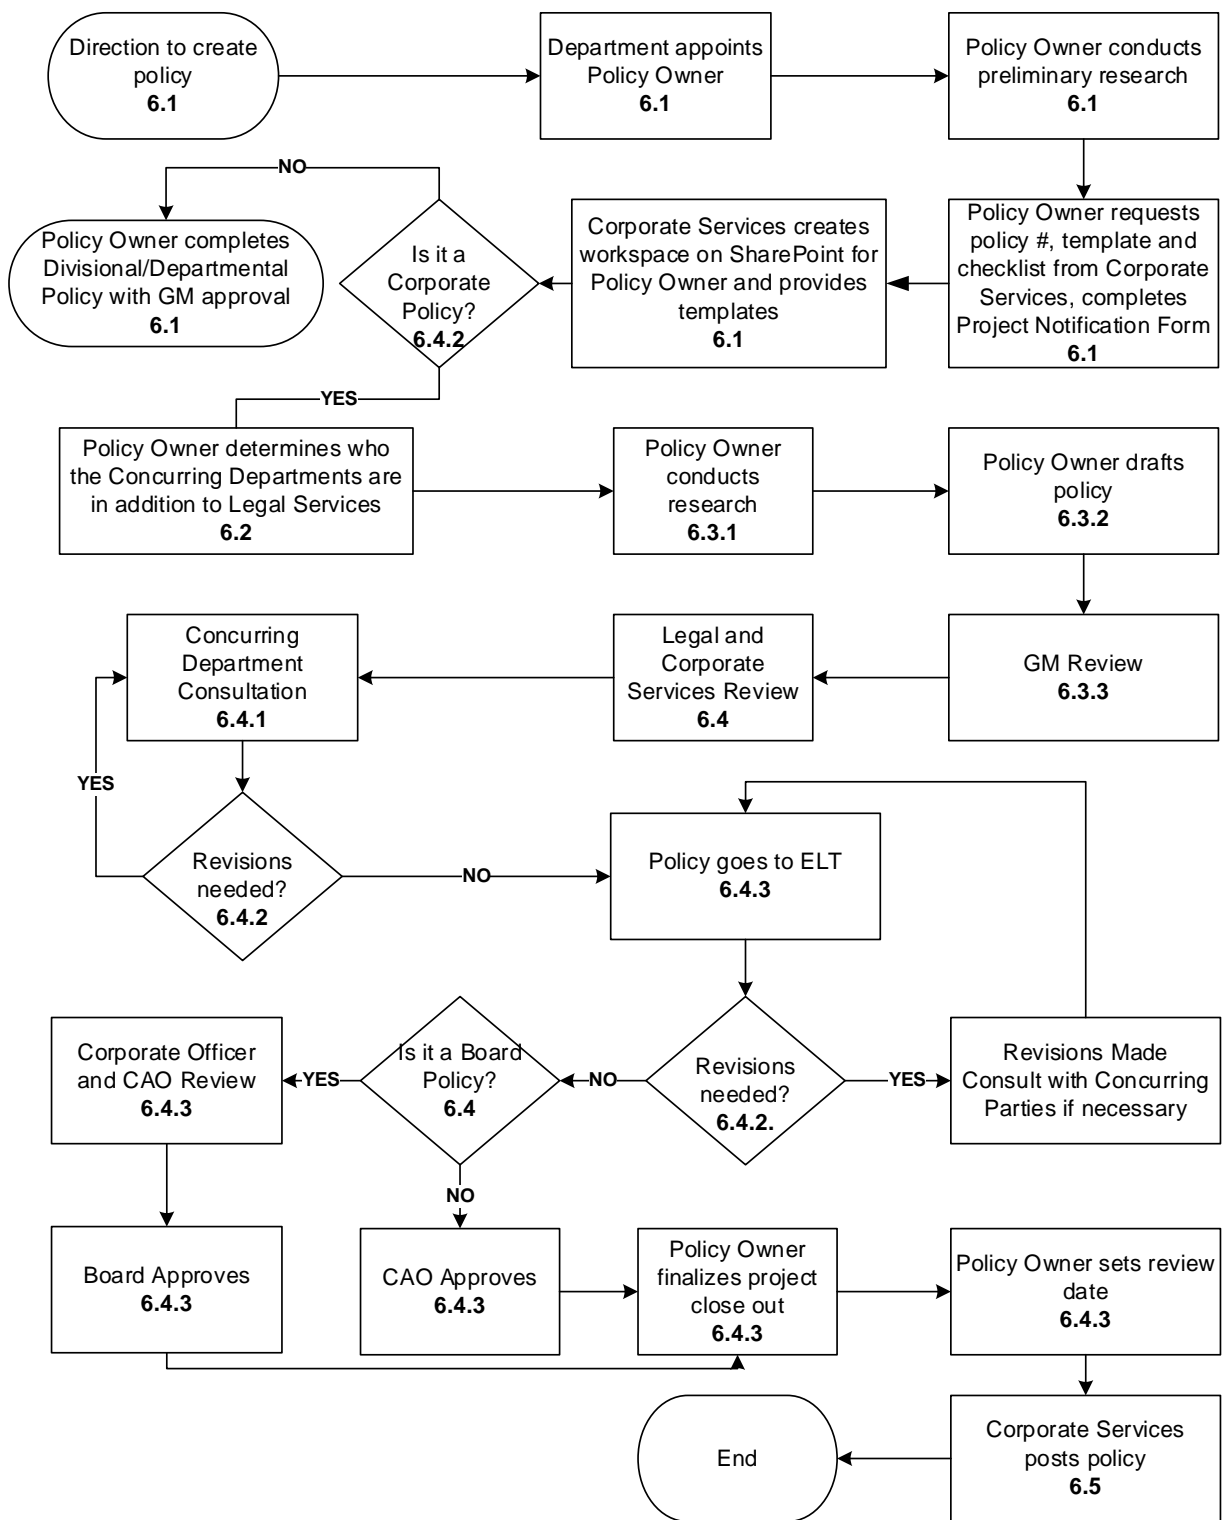 Direction to create
policy
6.1
Department appoints
Policy Owner
6.1
Policy Owner conducts
preliminary research
6.1
NO
Policy Owner completes
Divisional/Departmental
Policy with GM approval
6.1
Is it a
Corporate
Policy?
6.4.2
Corporate Services creates
workspace on SharePoint for
Policy Owner and provides
templates
6.1
Policy Owner requests
policy #, template and
checklist from Corporate
Services, completes
Project Notification Form
6.1
YES
Policy Owner determines who
the Concurring Departments are
in addition to Legal Services
6.2
Policy Owner
conducts
research
6.3.1
Policy Owner drafts
policy
6.3.2
Concurring
Department
Consultation
6.4.1
Legal and
Corporate
Services Review
6.4
GM Review
6.3.3
YES
Revisions
needed?
6.4.2
NO
Policy goes to ELT
6.4.3
Corporate Officer
and CAO Review
6.4.3
YES
Is it a Board
Policy?
6.4
NO
Revisions
needed?
6.4.2.
YES
Revisions Made
Consult with Concurring
Parties if necessary
NO
Board Approves
6.4.3
CAO Approves
6.4.3
Policy Owner
finalizes project
close out
6.4.3
Policy Owner sets review
date
6.4.3
End
Corporate Services
posts policy
6.5